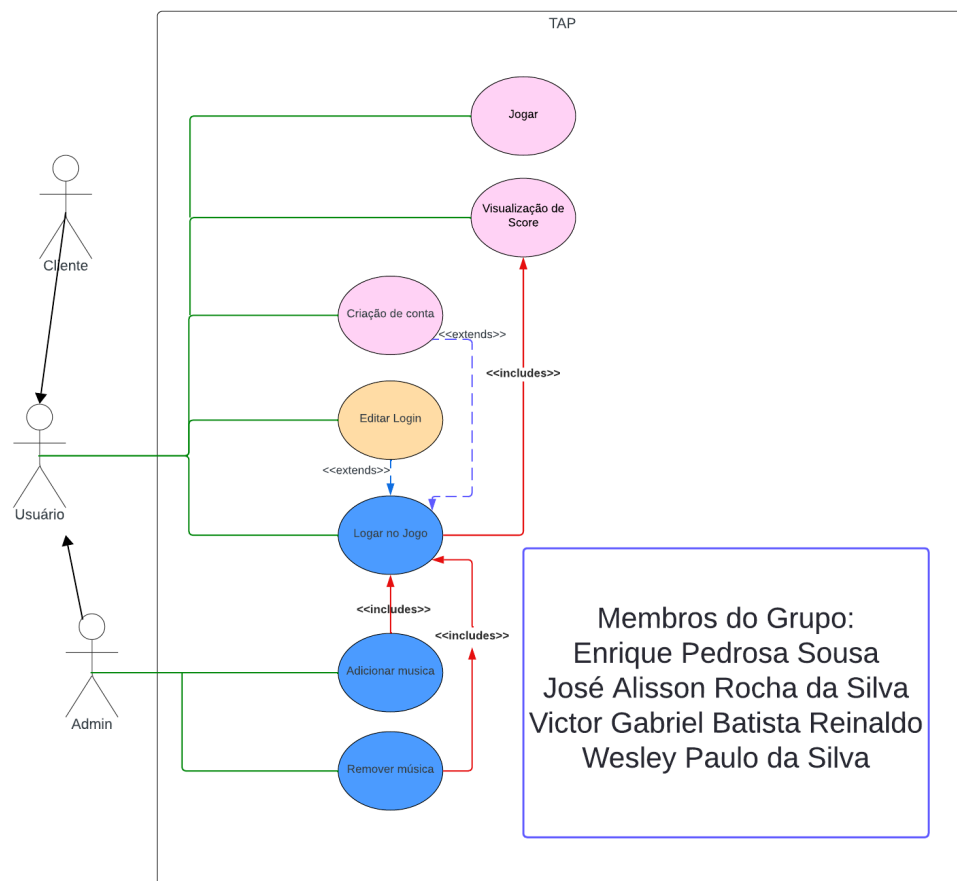 TAP
Jogar
Visualização de
Score
Cliente
Criação de conta
<<extends>>
<<includes>>
Editar Login
<<extends>>
Usuário
Logar no Jogo
<<includes>>
<<includes>>
Adicionar musica
Admin
Remover música
Membros do Grupo:
Enrique Pedrosa Sousa
José Alisson Rocha da Silva
Victor Gabriel Batista Reinaldo
Wesley Paulo da Silva